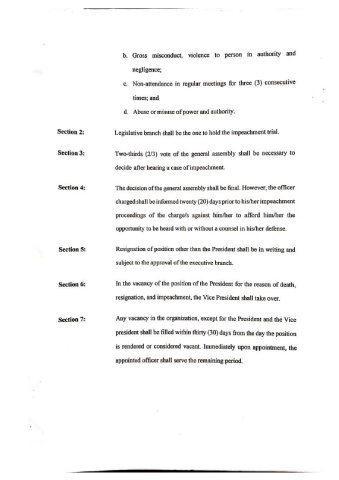 b. Gross misconduct, violence to person in authority and
negligence;
c. Non-attendance in regular meetings for three (3) consecutive
times; and
d. Abuse or misuse of power and authority.
Section 2: Legislative branch shall be the one to hold the impeachment trial.
Section 3: Two-thirds (2/3) vote of the general assembly shall be necessary to
decide after hearing a case of impeachment.
Section 4: The decision of the general assembly shall be final. However, the officer
charged shall be informed twenty (20) days prior to his/her impeachment
proceedings of the charge/s against him/her to afford him/her the
opportunity to be heard with or without a counsel in his/her defense.
Section 5: Resignation of position other than the President shall be in writing and
subject to the approval of the executive branch.
Section 6: In the vacancy of the position of the President for the reason of death,
resignation, and impeachment, the Vice President shall take over.
Section 7: Any vacancy in the organization, except for the President and the Vice
president shall be filled within thirty (30) days from the day the position
is rendered or considered vacant. Immediately upon appointment, the
appointed officer shall serve the remaining period.